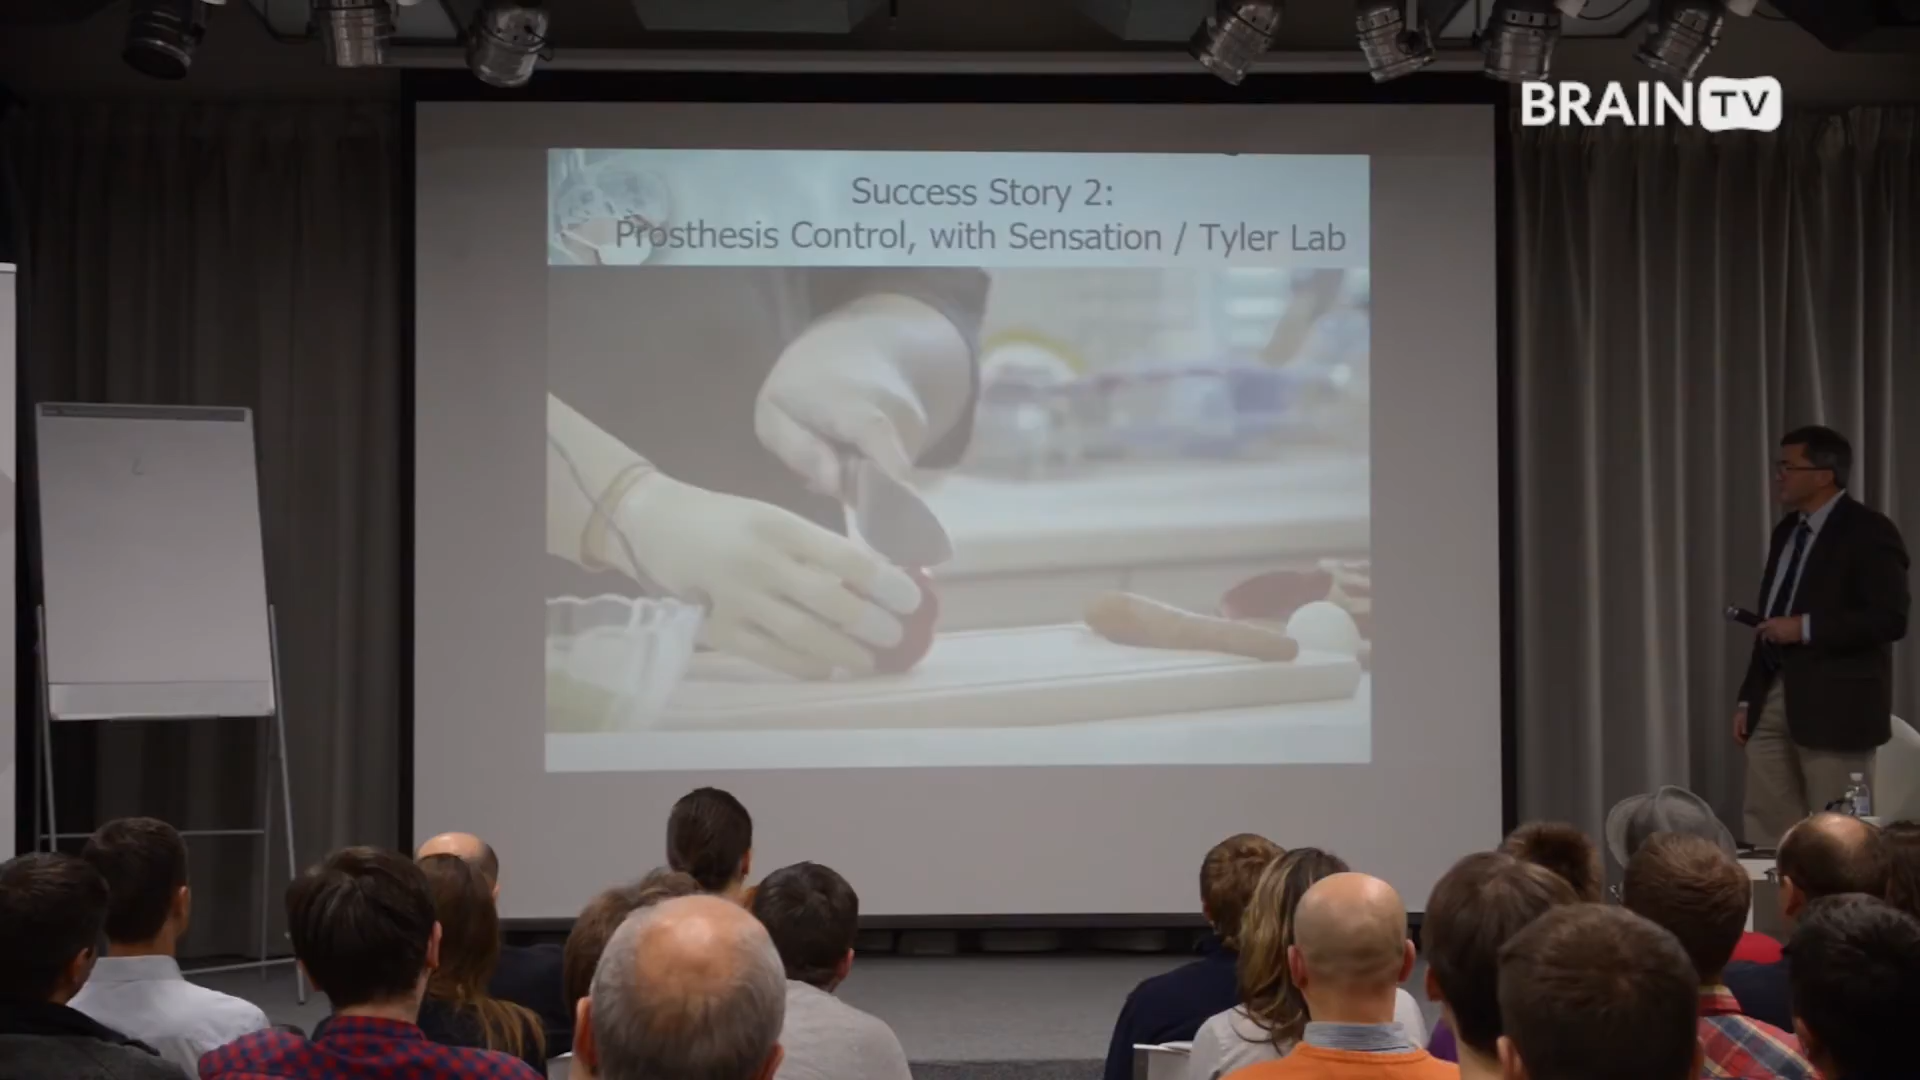 BRAIN TV
Success Story 2:
Prosthesis Control, with Sensation / Tyler Lab